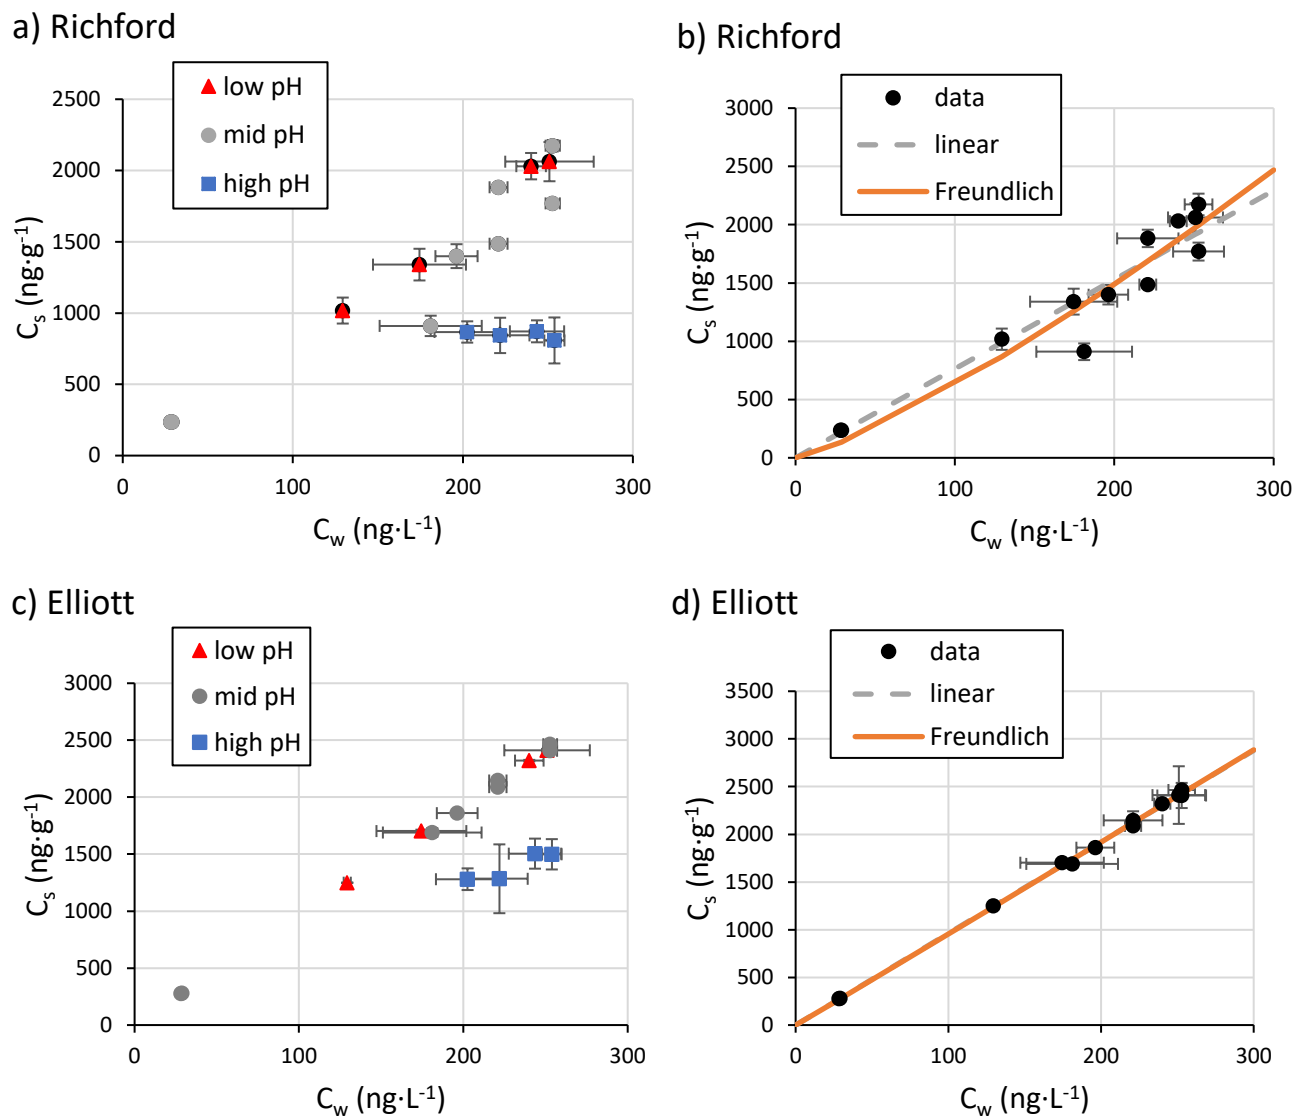 a) Richford
low pH
mid pH
high pH
2500
2000
1500
1000
500
0
0 100 200 300
Cs (ng·g-1)
Cw (ng·L-1)
b) Richford
data
linear
Freundlich
3000
2500
2000
1500
1000
500
0
0 100 200 300
Cs (ng·g-1)
Cw (ng·L-1)
c) Elliott
low pH
mid pH
high pH
3000
2500
2000
1500
1000
500
0
0 100 200 300
Cs (ng·g-1)
Cw (ng·L-1)
d) Elliott
data
linear
Freundlich
3500
3000
2500
2000
1500
1000
500
0
0 100 200 300
Cs (ng·g-1)
Cw (ng·L-1)